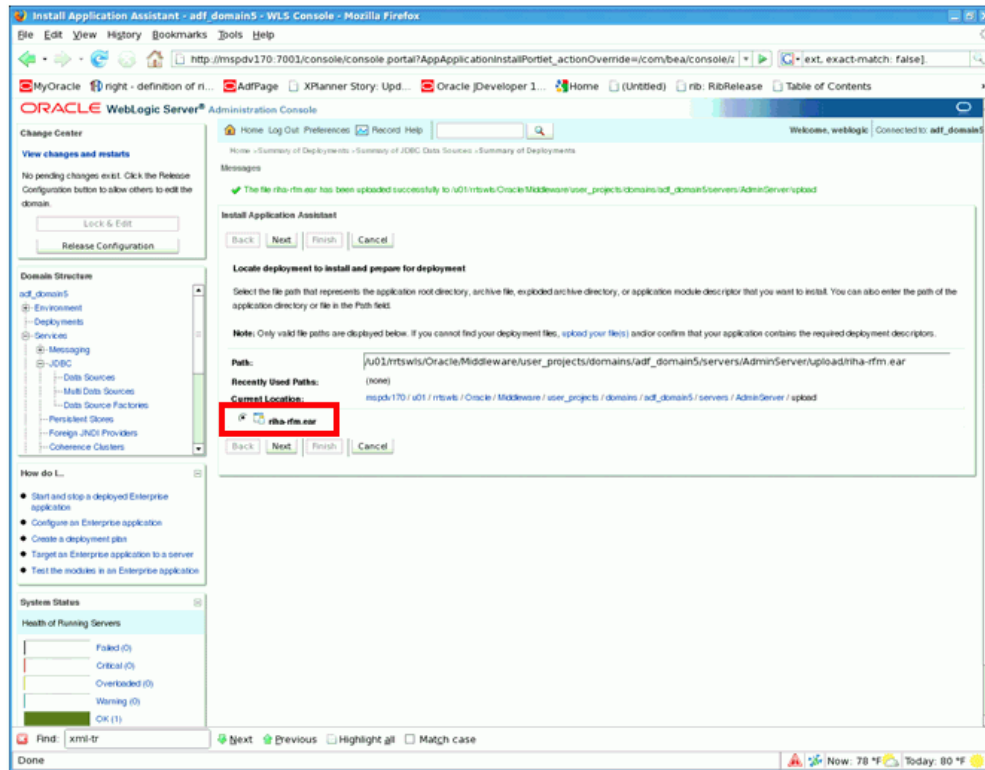 Install Application Assistant - adf_domain5 - WLS Console - Mozilla Firefox
File Edit View History Bookmarks Tools Help
http://mspdv170:7001/console/console.portal?AppApplicationInstallPortlet_actionOverride=/com/bea/console/a
ext, exact-match: false].
MyOracle right - definition of ri... AdfPage XPlanner Story: Upd... Oracle JDeveloper 1... Home (Untitled) rib: RibRelease Table of Contents
ORACLE WebLogic Server® Administration Console
Change Center
View changes and restarts
No pending changes exist. Click the Release
Configuration button to allow others to edit the
domain.
Lock & Edit
Release Configuration
Domain Structure
adf_domain5
Environment
Deployments
Services
Messaging
JDBC
Data Sources
Multi Data Sources
Data Source Factories
Persistent Stores
Foreign JNDI Providers
Coherence Clusters
How do I...
Start and stop a deployed Enterprise
application
Configure an Enterprise application
Create a deployment plan
Target an Enterprise application to a server
Test the modules in an Enterprise application
System Status
Health of Running Servers
Failed (0)
Critical (0)
Overloaded (0)
Warning (0)
OK (1)
Home Log Out Preferences Record Help
Welcome, weblogic Connected to: adf_domain5
Home >Summary of Deployments >Summary of JDBC Data Sources >Summary of Deployments
Messages
The file riha-rfm.ear has been uploaded successfully to /u01/rrtswls/Oracle/Middleware/user_projects/domains/adf_domain5/servers/AdminServer/upload
Install Application Assistant
Back Next Finish Cancel
Locate deployment to install and prepare for deployment
Select the file path that represents the application root directory, archive file, exploded archive directory, or application module descriptor that you want to install. You can also enter the path of the
application directory or file in the Path field.
Note: Only valid file paths are displayed below. If you cannot find your deployment files, upload your file(s) and/or confirm that your application contains the required deployment descriptors.
Path: /u01/rrtswls/Oracle/Middleware/user_projects/domains/adf_domain5/servers/AdminServer/upload/riha-rfm.ear
Recently Used Paths: (none)
Current Location: mspdv170 / u01 / rrtswls / Oracle / Middleware / user_projects / domains / adf_domain5 / servers / AdminServer / upload
riha-rfm.ear
Back Next Finish Cancel
Find: xml-tr Next Previous Highlight all Match case
Done
Now: 78 °F Today: 80 °F